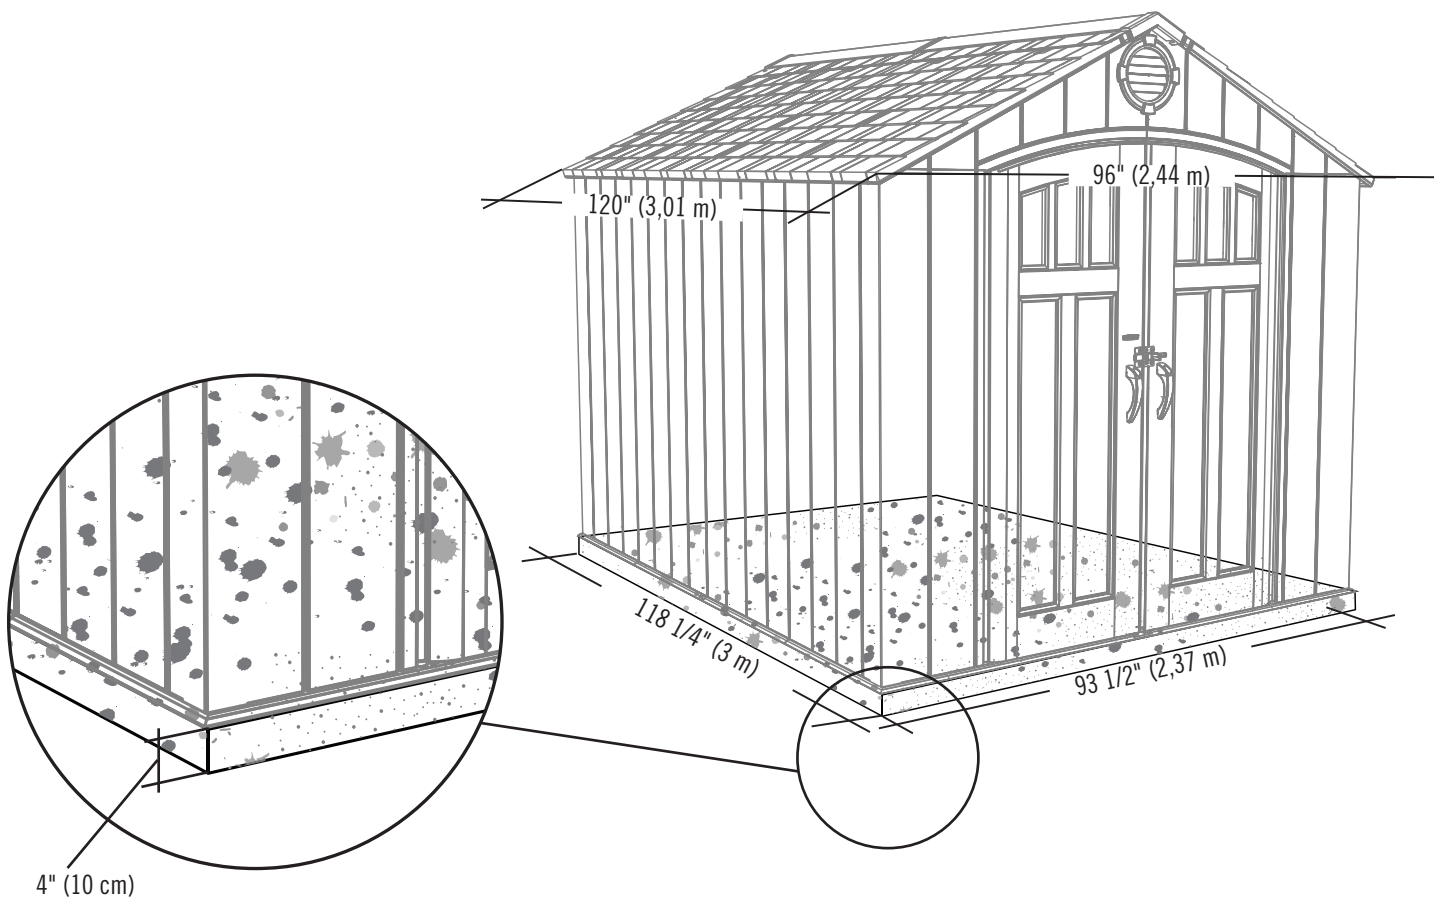 96" (2,44 m)
120" (3,01 m)
118 1/4" (3 m)
93 1/2" (2,37 m)
4" (10 cm)